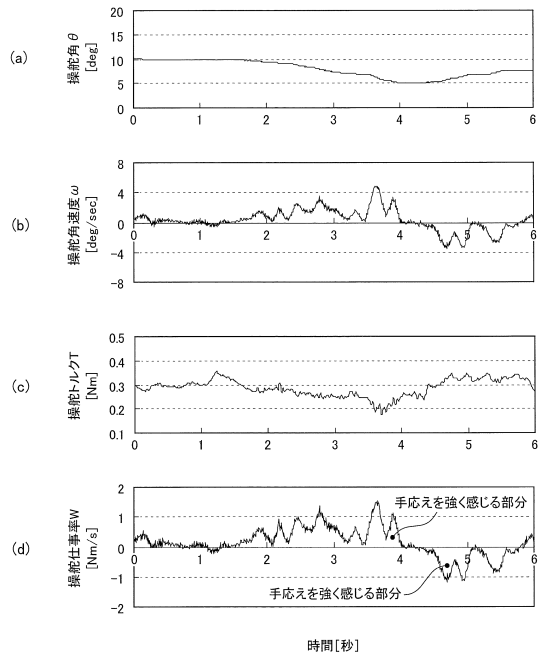 (a)
操舵角θ
[deg]
20
15
10
5
0
0 1 2 3 4 5 6
(b)
操舵角速度ω
[deg/sec]
8
4
0
-4
-8
0 1 2 3 4 5 6
(c)
操舵トルクT
[Nm]
0.5
0.4
0.3
0.2
0.1
0 1 2 3 4 5 6
(d)
操舵仕事率W
[Nm/s]
2
1
0
-1
-2
0 1 2 3 4 5 6
手応えを強く感じる部分
手応えを強く感じる部分
時間[秒]